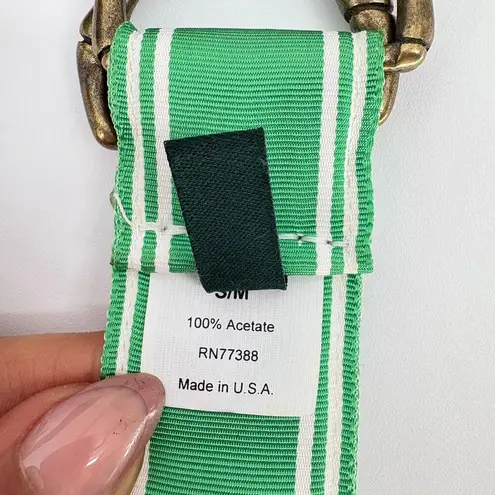 S/M
100% Acetate
RN77388
Made in U.S.A.